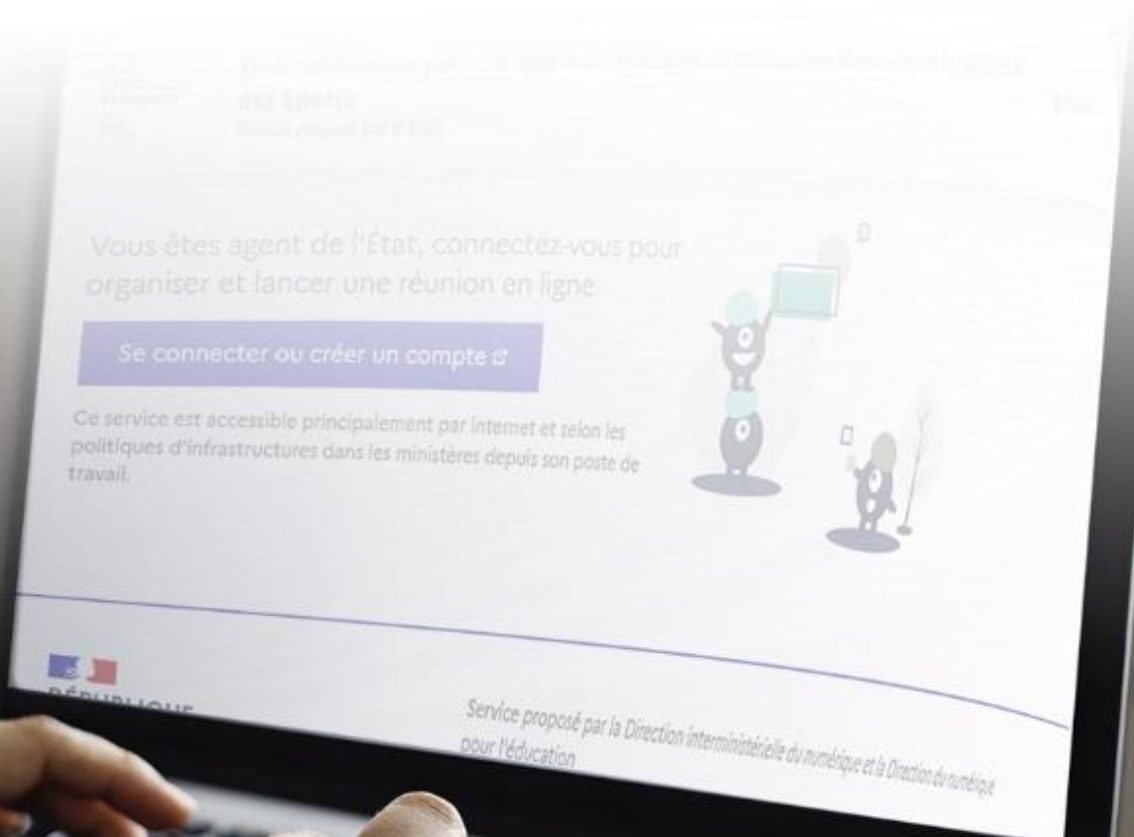 des Sports
Vous êtes agent de l'État, connectez-vous pour
organiser et lancer une réunion en ligne.
Se connecter ou créer un compte
Ce service est accessible principalement par internet et selon les
politiques d'infrastructures dans les ministères depuis son poste de
travail.
RÉPUBLIQUE
Service proposé par la Direction interministérielle du numérique et la Direction du numérique
pour l'éducation